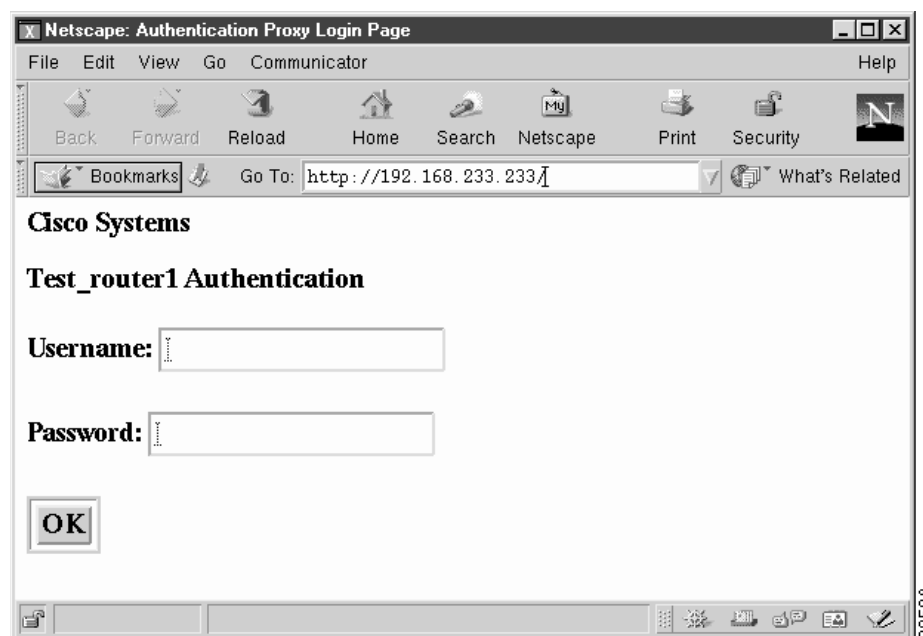 Netscape: Authentication Proxy Login Page
File Edit View Go Communicator Help
Back Forward Reload Home Search Netscape Print Security
Bookmarks Go To: http://192.168.233.233/ What's Related
Cisco Systems
Test_router1 Authentication
Username:
Password:
OK